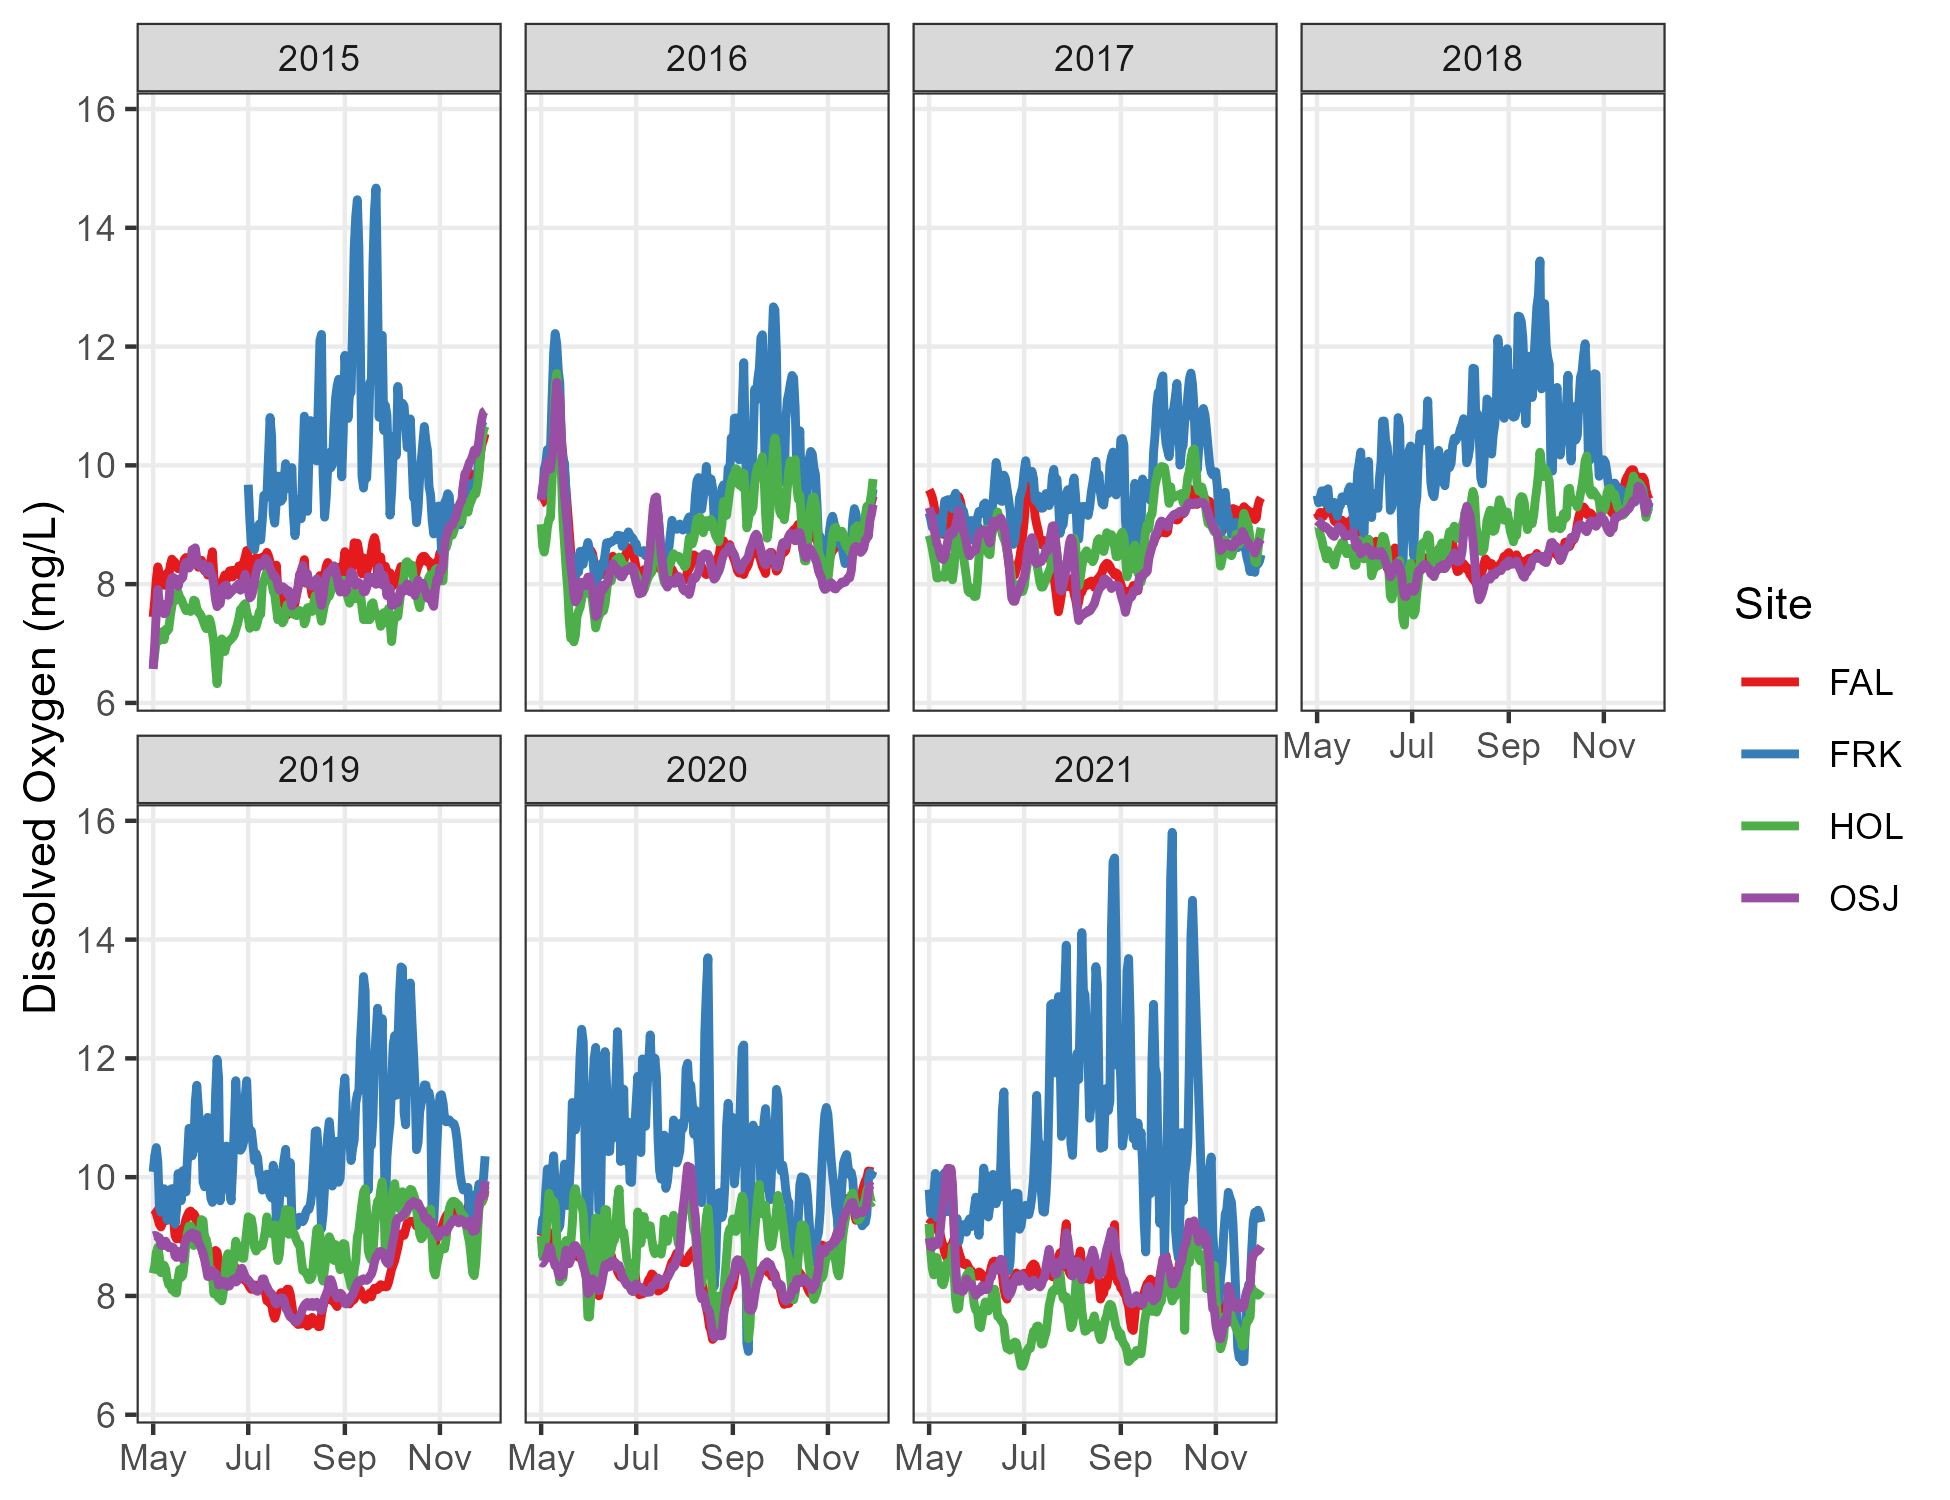 2015 2016 2017 2018
16
14
12
10
8
6
May Jul Sep Nov
2019 2020 2021
16
14
12
10
8
6
May Jul Sep Nov May Jul Sep Nov May Jul Sep Nov
Dissolved Oxygen (mg/L)
Site
FAL
FRK
HOL
OSJ